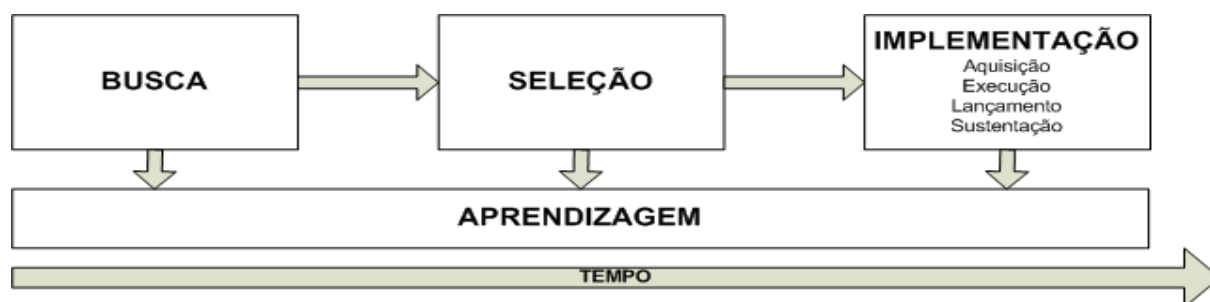 BUSCA
SELEÇÃO
IMPLEMENTAÇÃO
Aquisição
Execução
Lançamento
Sustentação
APRENDIZAGEM
TEMPO